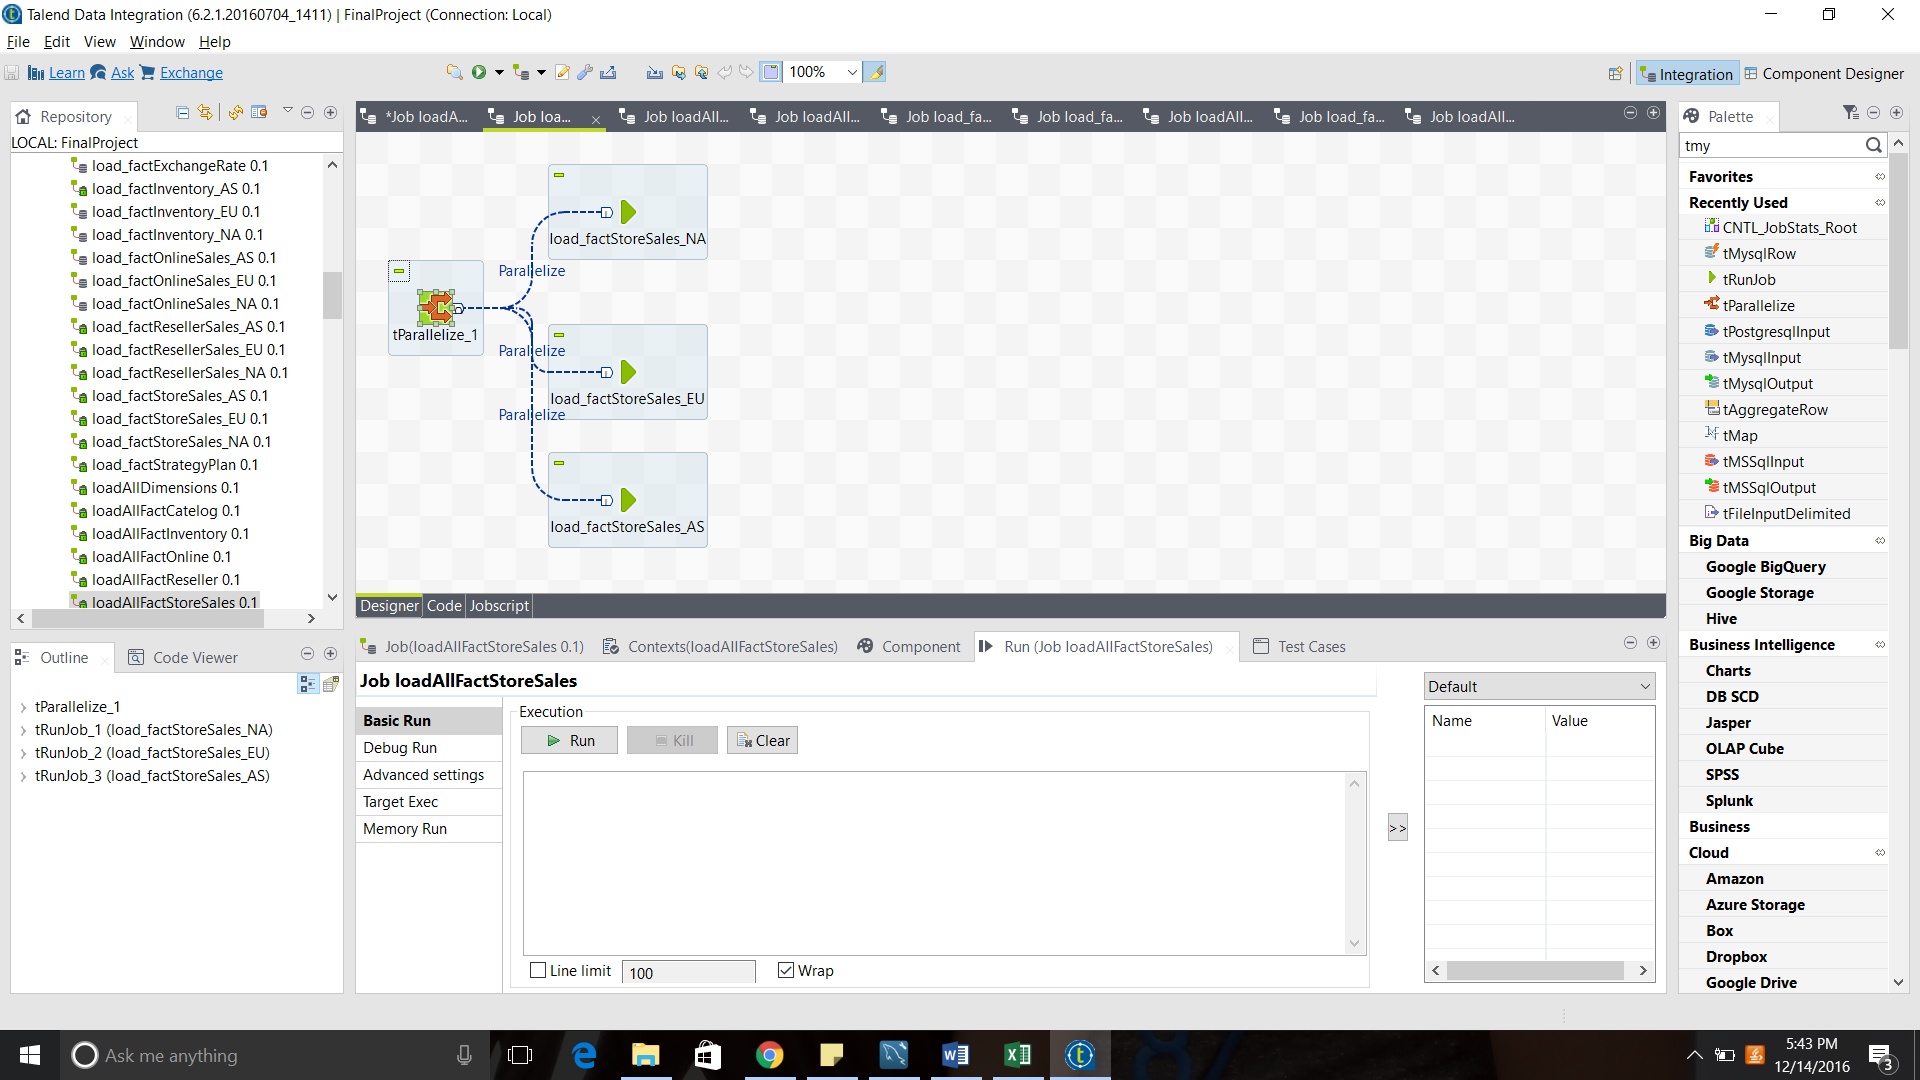 Talend Data Integration (6.2.1.20160704_1411) | FinalProject (Connection: Local)
File Edit View Window Help
Learn Ask Exchange
100%
Integration
Component Designer
Repository
LOCAL: FinalProject
load_factExchangeRate 0.1
load_factInventory_AS 0.1
load_factInventory_EU 0.1
load_factInventory_NA 0.1
load_factOnlineSales_AS 0.1
load_factOnlineSales_EU 0.1
load_factOnlineSales_NA 0.1
load_factResellerSales_AS 0.1
load_factResellerSales_EU 0.1
load_factResellerSales_NA 0.1
load_factStoreSales_AS 0.1
load_factStoreSales_EU 0.1
load_factStoreSales_NA 0.1
load_factStrategyPlan 0.1
loadAllDimensions 0.1
loadAllFactCatelog 0.1
loadAllFactInventory 0.1
loadAllFactOnline 0.1
loadAllFactReseller 0.1
loadAllFactStoreSales 0.1
Outline
Code Viewer
tParallelize_1
tRunJob_1 (load_factStoreSales_NA)
tRunJob_2 (load_factStoreSales_EU)
tRunJob_3 (load_factStoreSales_AS)
*Job loadA...
Job loa...
Job loadAll...
Job loadAll...
Job load_fa...
Job load_fa...
Job loadAll...
Job load_fa...
Job loadAll...
load_factStoreSales_NA
Parallelize
tParallelize_1
Parallelize
load_factStoreSales_EU
Parallelize
load_factStoreSales_AS
Designer Code Jobscript
Job(loadAllFactStoreSales 0.1)
Contexts(loadAllFactStoreSales)
Component
Run (Job loadAllFactStoreSales)
Test Cases
Job loadAllFactStoreSales
Basic Run
Debug Run
Advanced settings
Target Exec
Memory Run
Execution
Run
Kill
Clear
Line limit
100
Wrap
>>
Default
Name Value
Palette
tmy
Favorites
Recently Used
CNTL_JobStats_Root
tMysqlRow
tRunJob
tParallelize
tPostgresqlInput
tMysqlInput
tMysqlOutput
tAggregateRow
tMap
tMSSqlInput
tMSSqlOutput
tFileInputDelimited
Big Data
Google BigQuery
Google Storage
Hive
Business Intelligence
Charts
DB SCD
Jasper
OLAP Cube
SPSS
Splunk
Business
Cloud
Amazon
Azure Storage
Box
Dropbox
Google Drive
Ask me anything
5:43 PM
12/14/2016
3